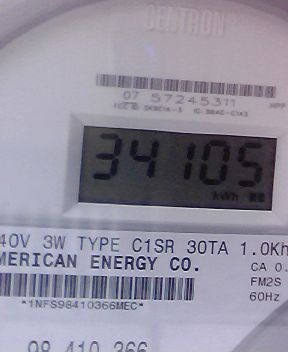 CELTRON
07 57245311
34105
kWh
40V 3W TYPE C1SR 30TA 1.0Kh
MERICAN ENERGY CO.
CA 0.
FM2S
60Hz
*1NFS98410366MEC*
98 410 366